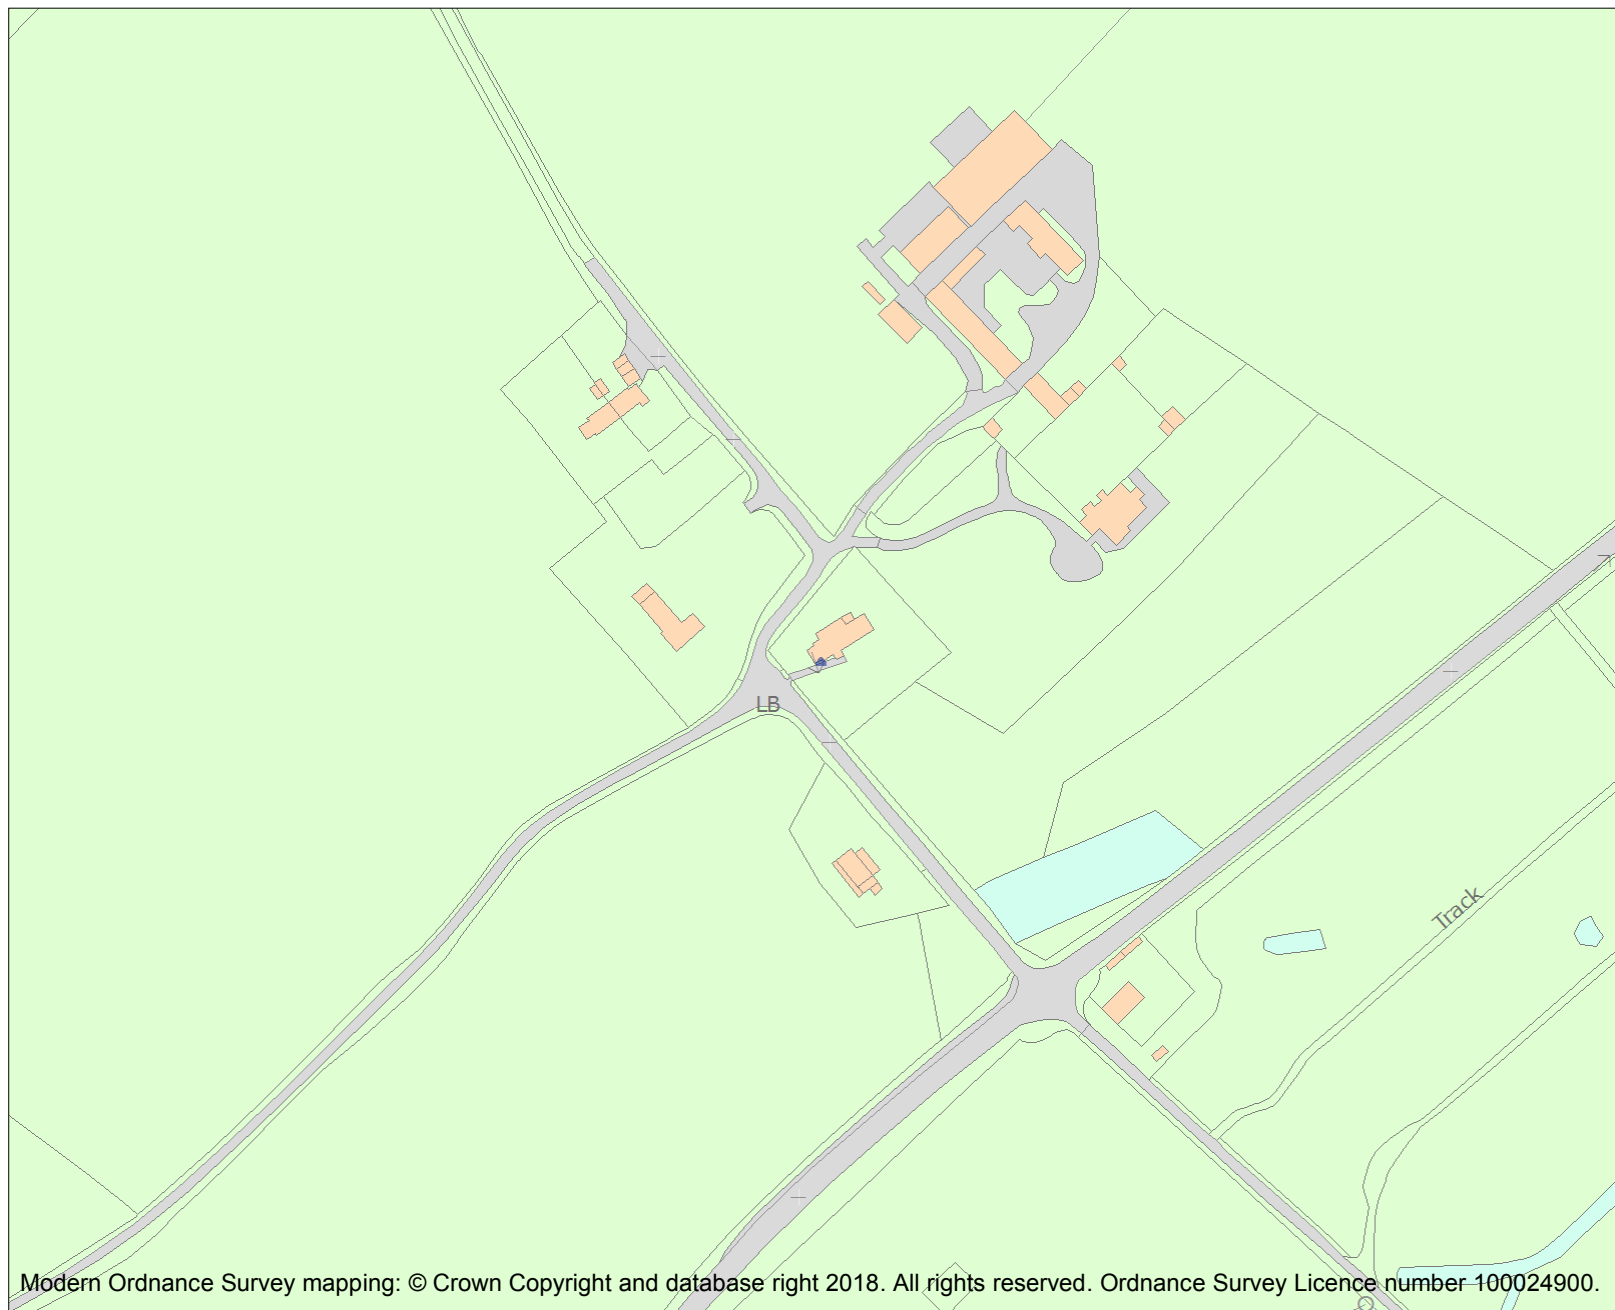 LB
Track
Modern Ordnance Survey mapping: © Crown Copyright and database right 2018. All rights reserved. Ordnance Survey Licence number 100024900.